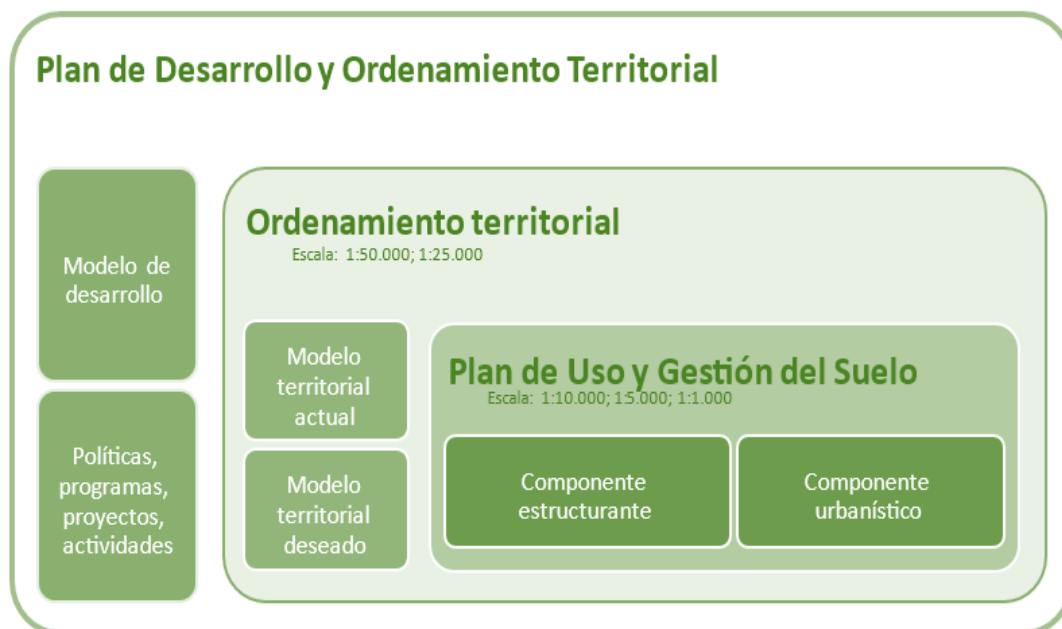 Plan de Desarrollo y Ordenamiento Territorial
Modelo de
desarrollo
Políticas,
programas,
proyectos,
actividades
Ordenamiento territorial
Escala: 1:50.000; 1:25.000
Modelo
territorial
actual
Modelo
territorial
deseado
Plan de Uso y Gestión del Suelo
Escala: 1:10.000; 1:5.000; 1:1.000
Componente
estructurante
Componente
urbanístico